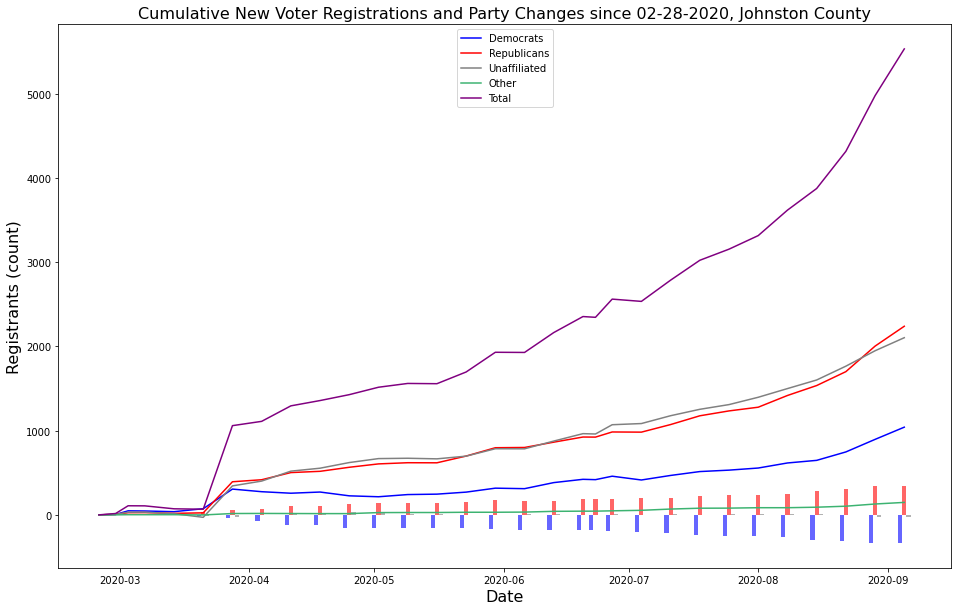 Cumulative New Voter Registrations and Party Changes since 02-28-2020, Johnston County
Democrats
Republicans
Unaffiliated
Other
Total
Registrants (count)
5000
4000
3000
2000
1000
0
2020-03
2020-04
2020-05
2020-06
2020-07
2020-08
2020-09
Date